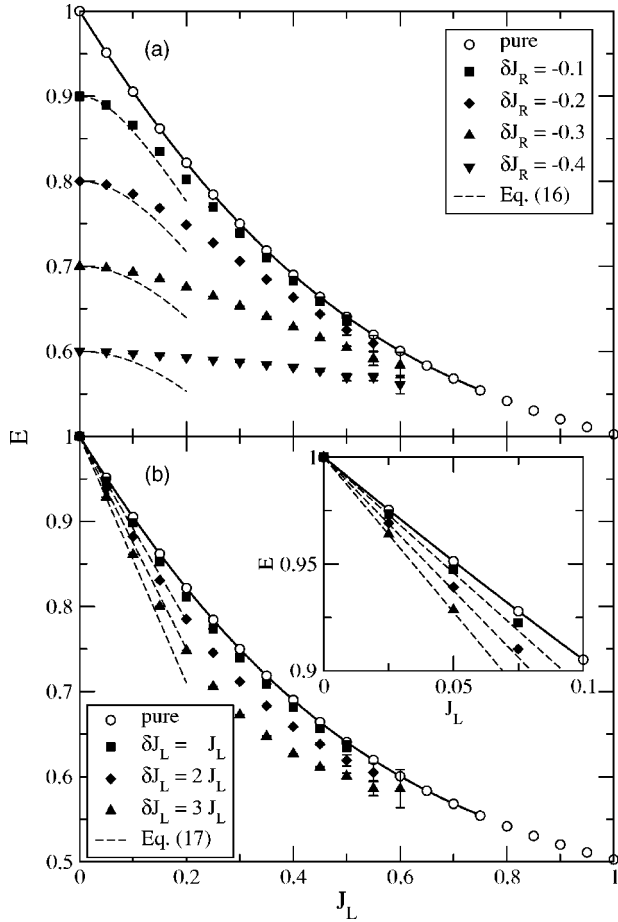 1
(a)
pure
δJ_R = -0.1
δJ_R = -0.2
δJ_R = -0.3
δJ_R = -0.4
Eq. (16)
0.9
0.8
0.7
0.6
E
1
(b)
0.9
0.8
0.7
0.6
0.5
pure
δJ_L = J_L
δJ_L = 2 J_L
δJ_L = 3 J_L
Eq. (17)
1
E
0.95
0.9
0 0.05 0.1
J_L
0 0.2 0.4 0.6 0.8 1
J_L